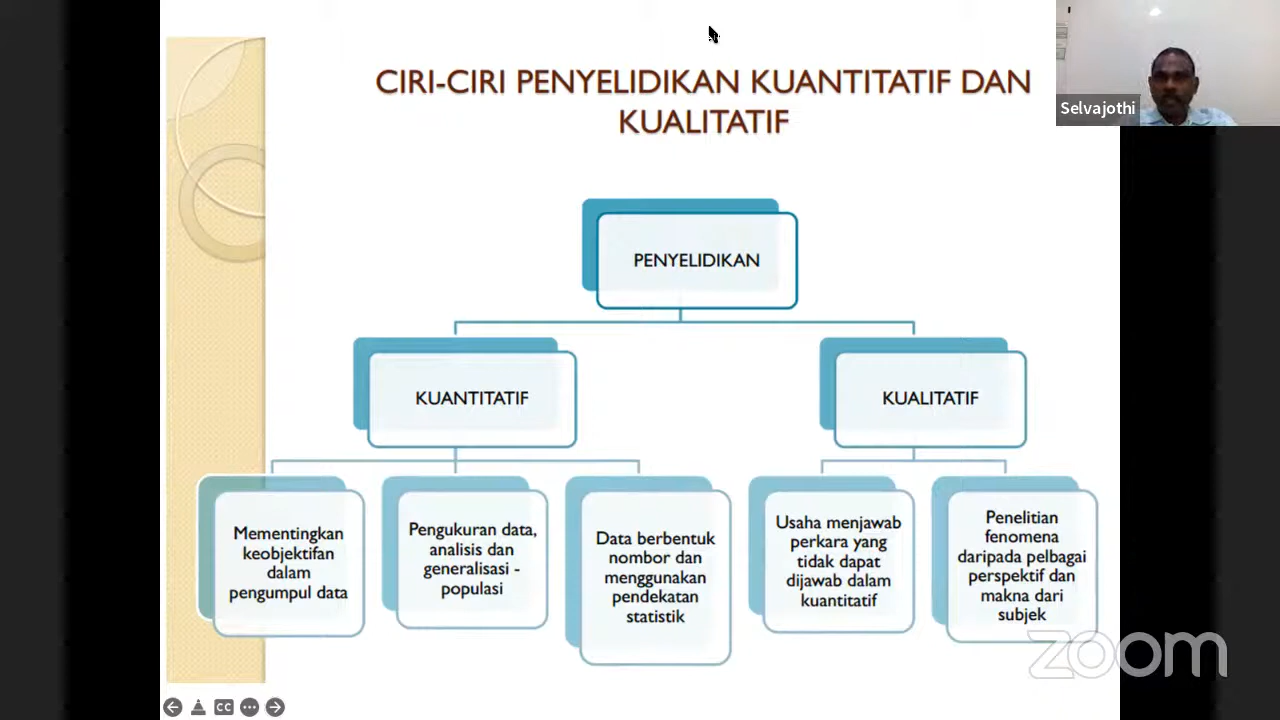 CIRI-CIRI PENYELIDIKAN KUANTITATIF DAN
KUALITATIF
Selvajothi
PENYELIDIKAN
KUANTITATIF
KUALITATIF
Mementingkan
keobjektifan
dalam
pengumpul data
Pengukuran data,
analisis dan
generalisasi -
populasi
Data berbentuk
nombor dan
menggunakan
pendekatan
statistik
Usaha menjawab
perkara yang
tidak dapat
dijawab dalam
kuantitatif
Penelitian
fenomena
daripada pelbagai
perspektif dan
makna dari
subjek
zoom
CC